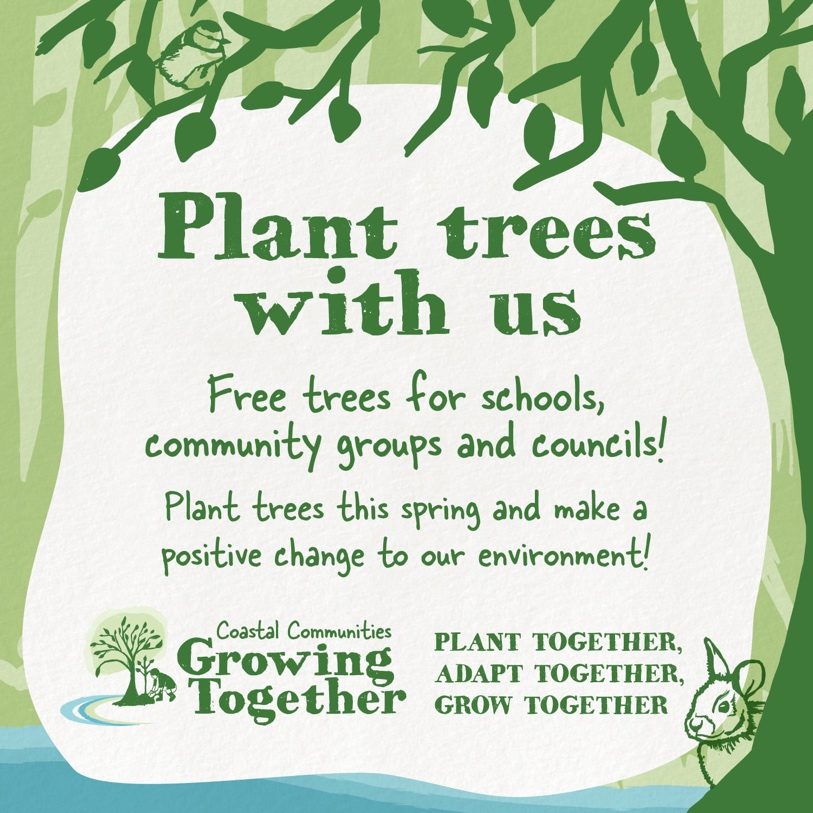 Plant trees
with us
Free trees for schools,
community groups and councils!
Plant trees this spring and make a
positive change to our environment!
Coastal Communities
Growing
Together
PLANT TOGETHER,
ADAPT TOGETHER,
GROW TOGETHER